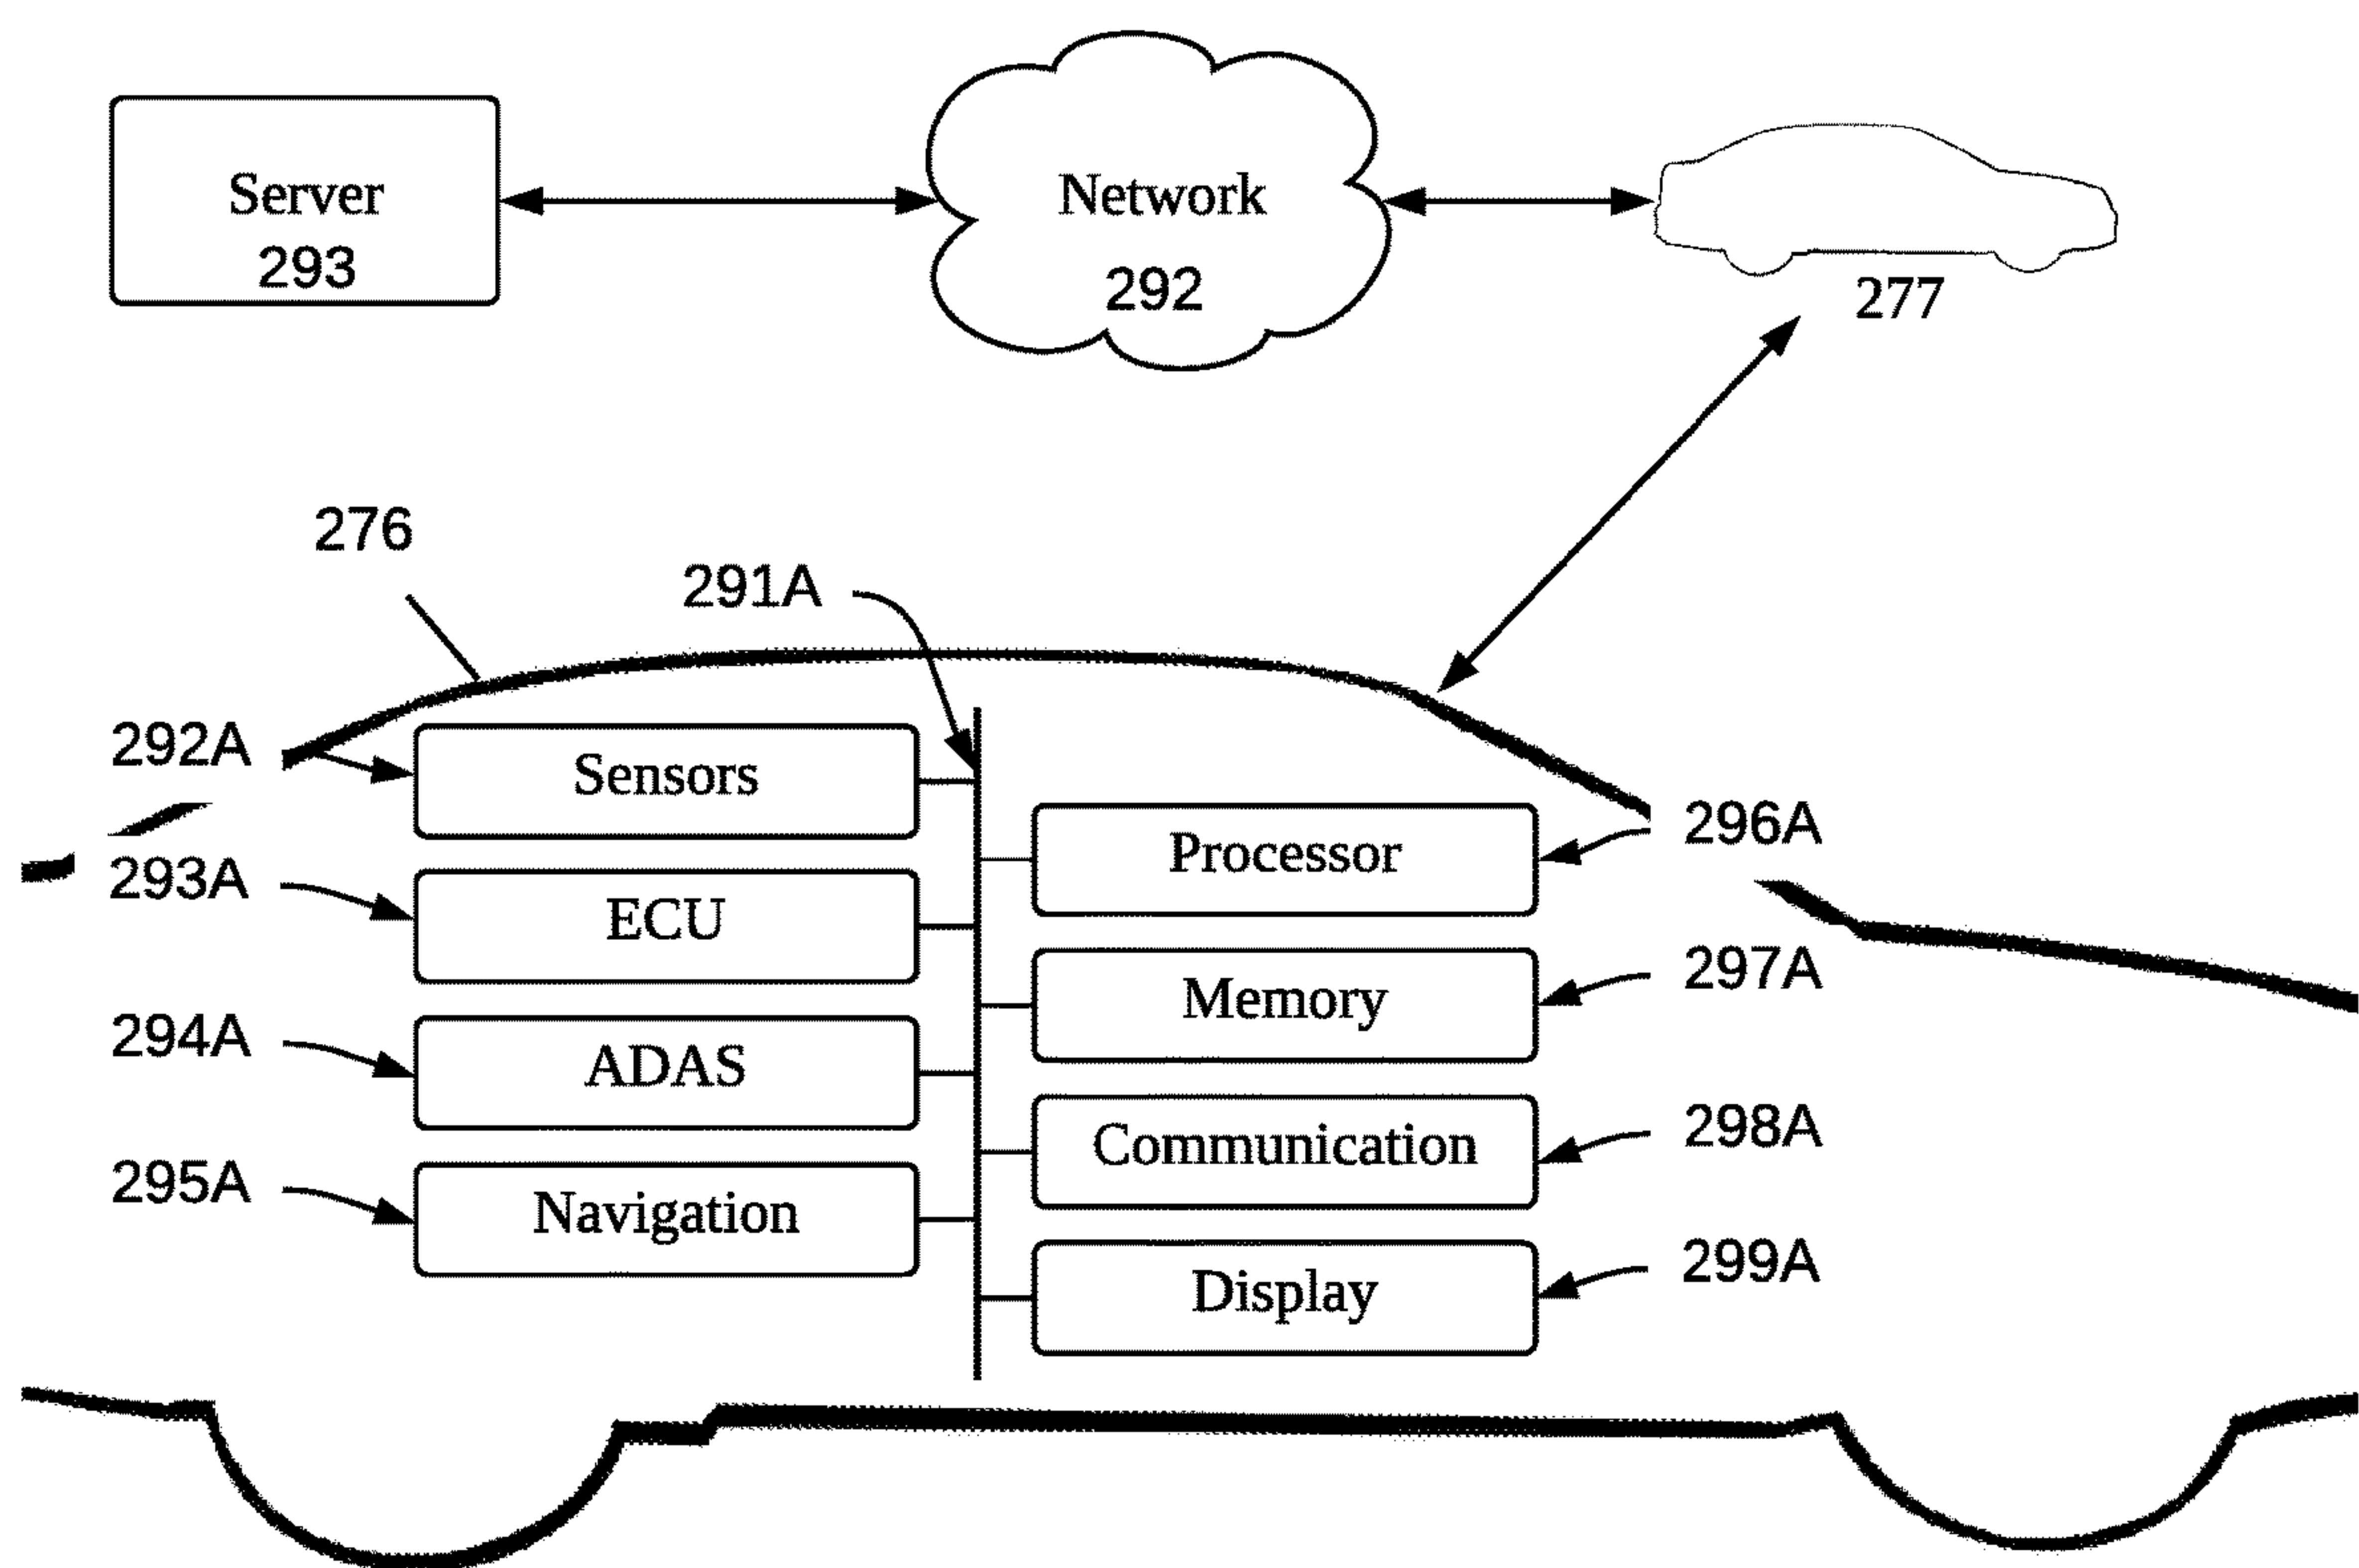 Server
293
Network
292
277
276
291A
292A
Sensors
Processor
296A
293A
ECU
Memory
297A
294A
ADAS
Communication
298A
295A
Navigation
Display
299A